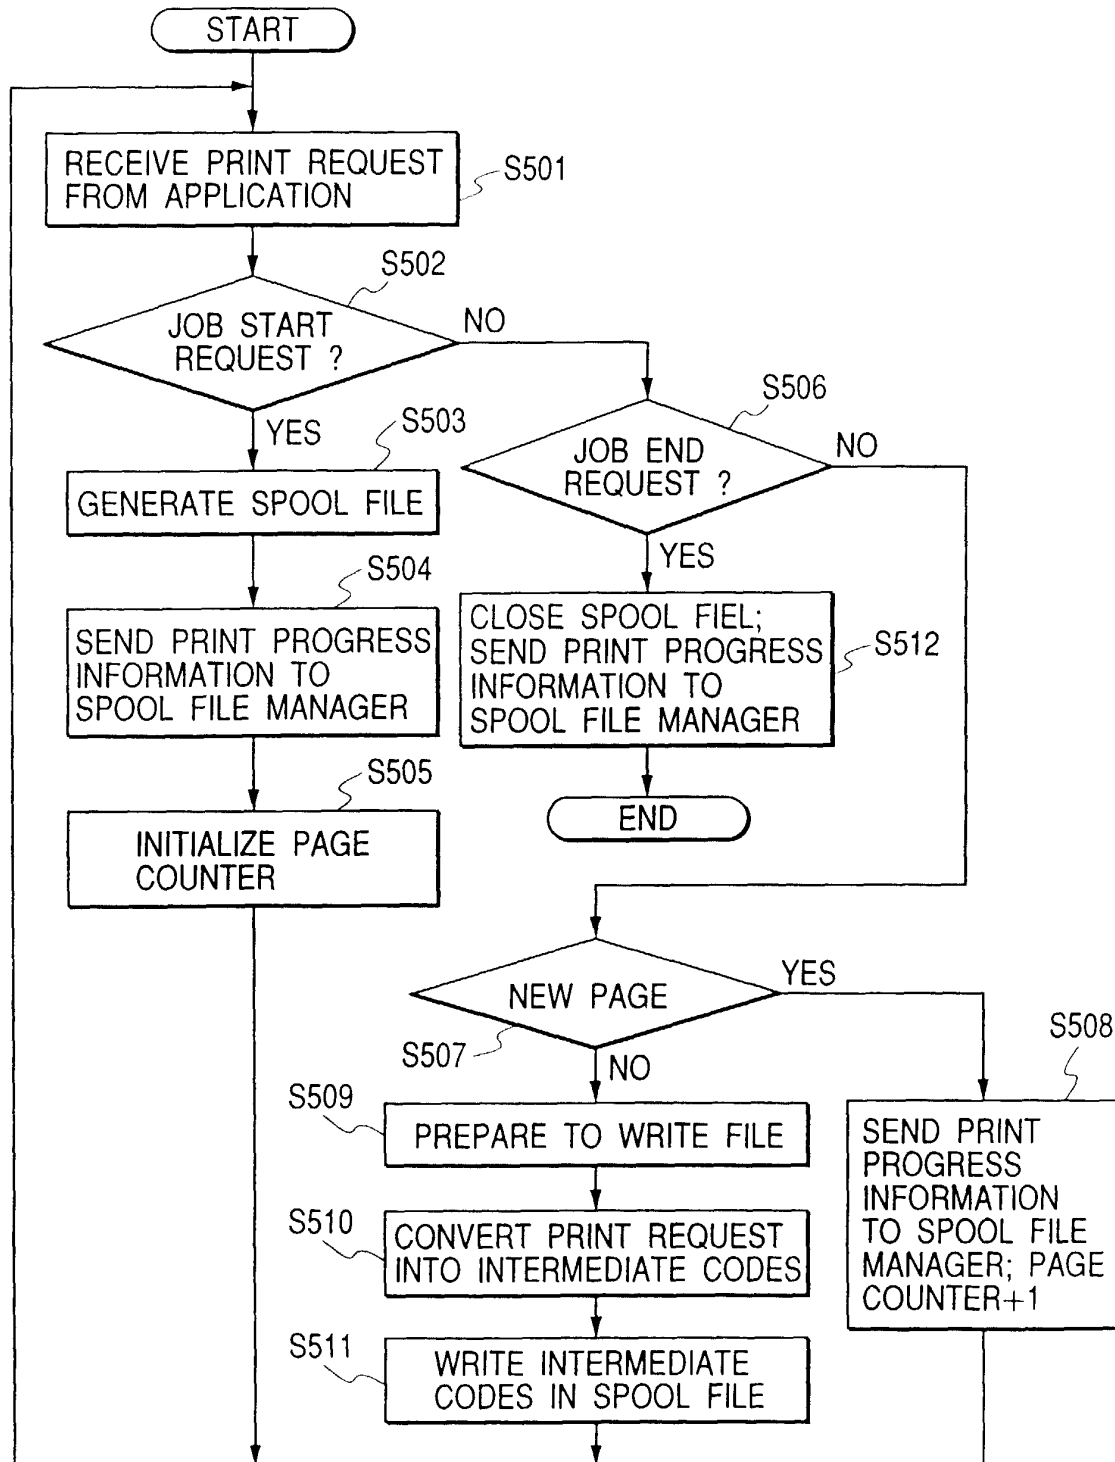 START
RECEIVE PRINT REQUEST
FROM APPLICATION
S501
S502
JOB START
REQUEST ?
NO
YES
S503
GENERATE SPOOL FILE
S504
SEND PRINT PROGRESS
INFORMATION TO
SPOOL FILE MANAGER
S505
INITIALIZE PAGE
COUNTER
S506
JOB END
REQUEST ?
NO
YES
CLOSE SPOOL FIEL;
SEND PRINT PROGRESS
INFORMATION TO
SPOOL FILE MANAGER
S512
END
NEW PAGE
YES
S507
NO
S508
SEND PRINT
PROGRESS
INFORMATION
TO SPOOL FILE
MANAGER; PAGE
COUNTER+1
S509
PREPARE TO WRITE FILE
S510
CONVERT PRINT REQUEST
INTO INTERMEDIATE CODES
S511
WRITE INTERMEDIATE
CODES IN SPOOL FILE